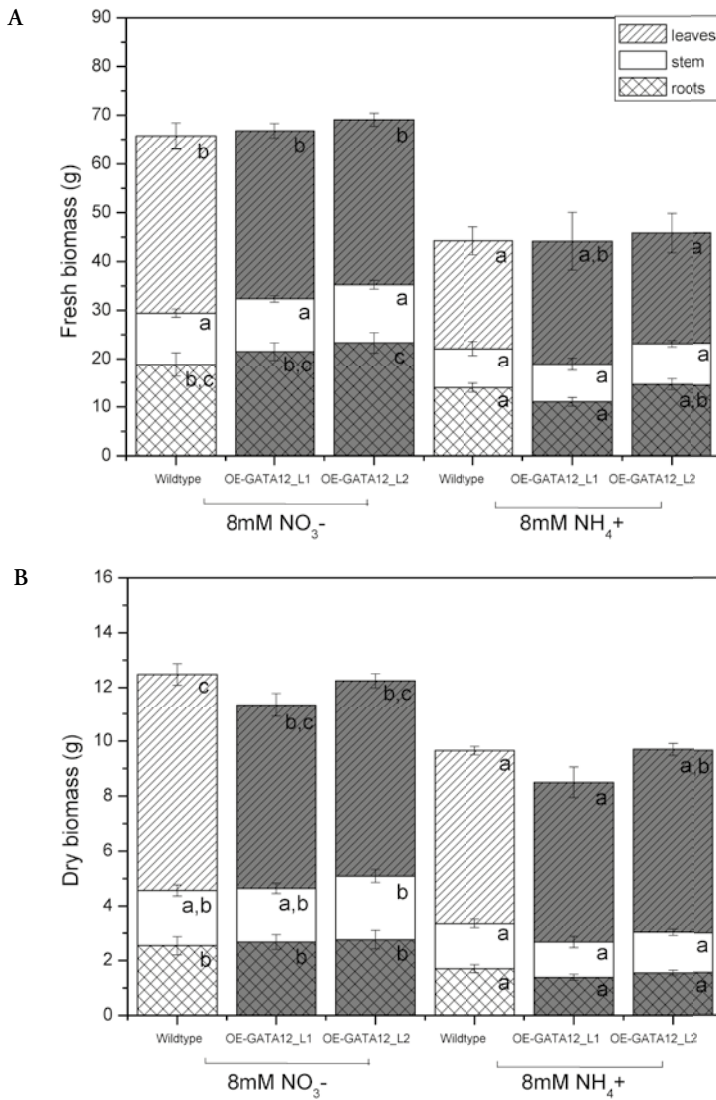 A
90
80
70
60
50
40
30
20
10
0
Fresh biomass (g)
leaves
stem
roots
b b b
a a a
b,c b,c c
a a,b a
a a a
a a a,b
Wildtype OE-GATA12_L1 OE-GATA12_L2 Wildtype OE-GATA12_L1 OE-GATA12_L2
8mM NO3- 8mM NH4+
B
16
14
12
10
8
6
4
2
0
Dry biomass (g)
c b,c b,c
a,b a,b b
b b b
a a a,b
a a a
a a a
Wildtype OE-GATA12_L1 OE-GATA12_L2 Wildtype OE-GATA12_L1 OE-GATA12_L2
8mM NO3- 8mM NH4+